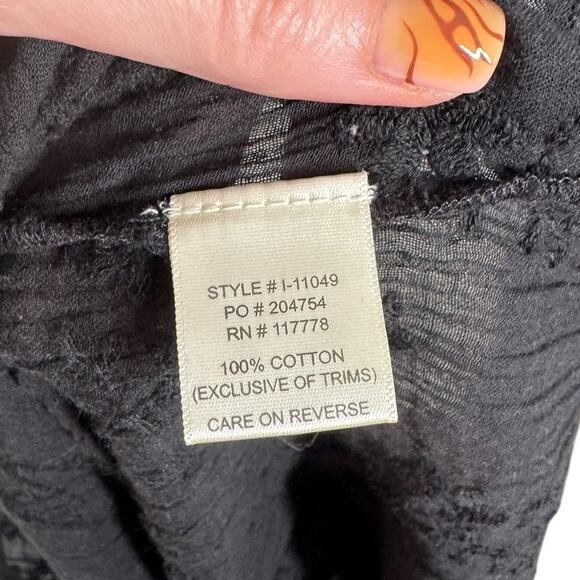 STYLE # I-11049
PO # 204754
RN # 117778
100% COTTON
(EXCLUSIVE OF TRIMS)
CARE ON REVERSE